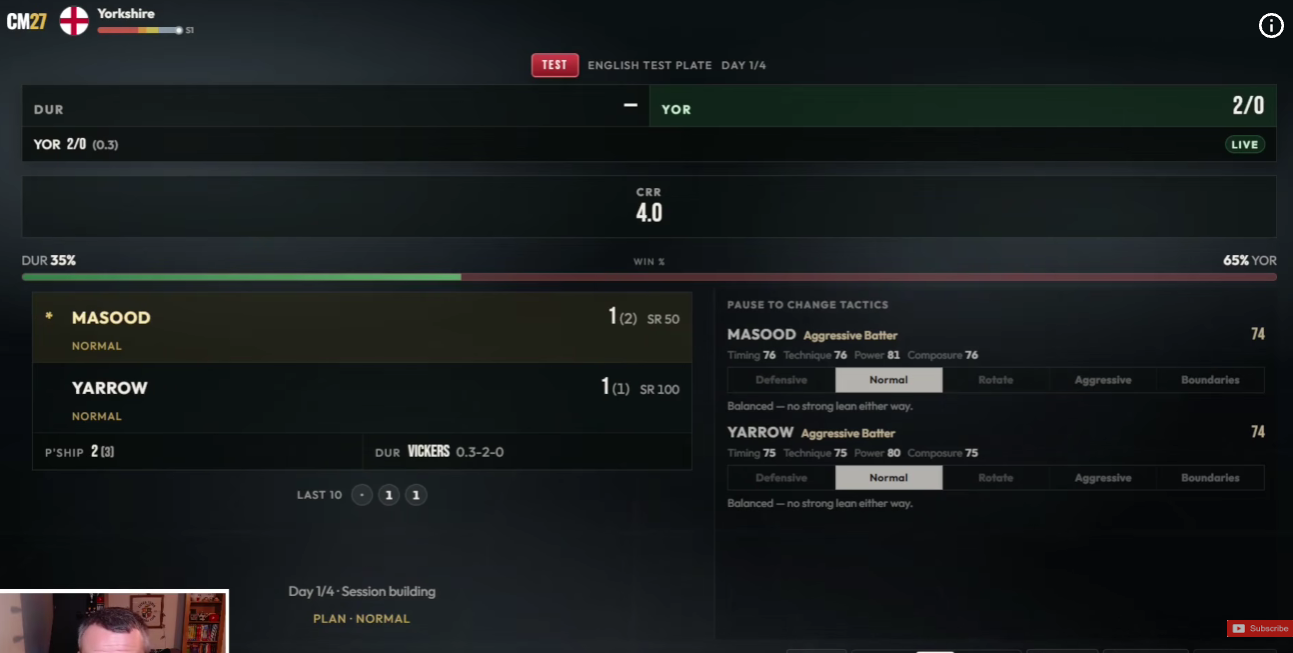 CM27
Yorkshire
51
TEST ENGLISH TEST PLATE DAY 1/4
DUR –
YOR 2/0
YOR 2/0 (0.3)
LIVE
CRR
4.0
DUR 35%
WIN %
65% YOR
* MASOOD 1 (2) SR 50
NORMAL
YARROW 1 (1) SR 100
NORMAL
P'SHIP 2 (3)
DUR VICKERS 0.3-2-0
LAST 10 · 1 1
Day 1/4 · Session building
PLAN · NORMAL
PAUSE TO CHANGE TACTICS
MASOOD Aggressive Batter 74
Timing 76 Technique 76 Power 81 Composure 76
Defensive Normal Rotate Aggressive Boundaries
Balanced — no strong lean either way.
YARROW Aggressive Batter 74
Timing 75 Technique 75 Power 80 Composure 75
Defensive Normal Rotate Aggressive Boundaries
Balanced — no strong lean either way.
Subscribe